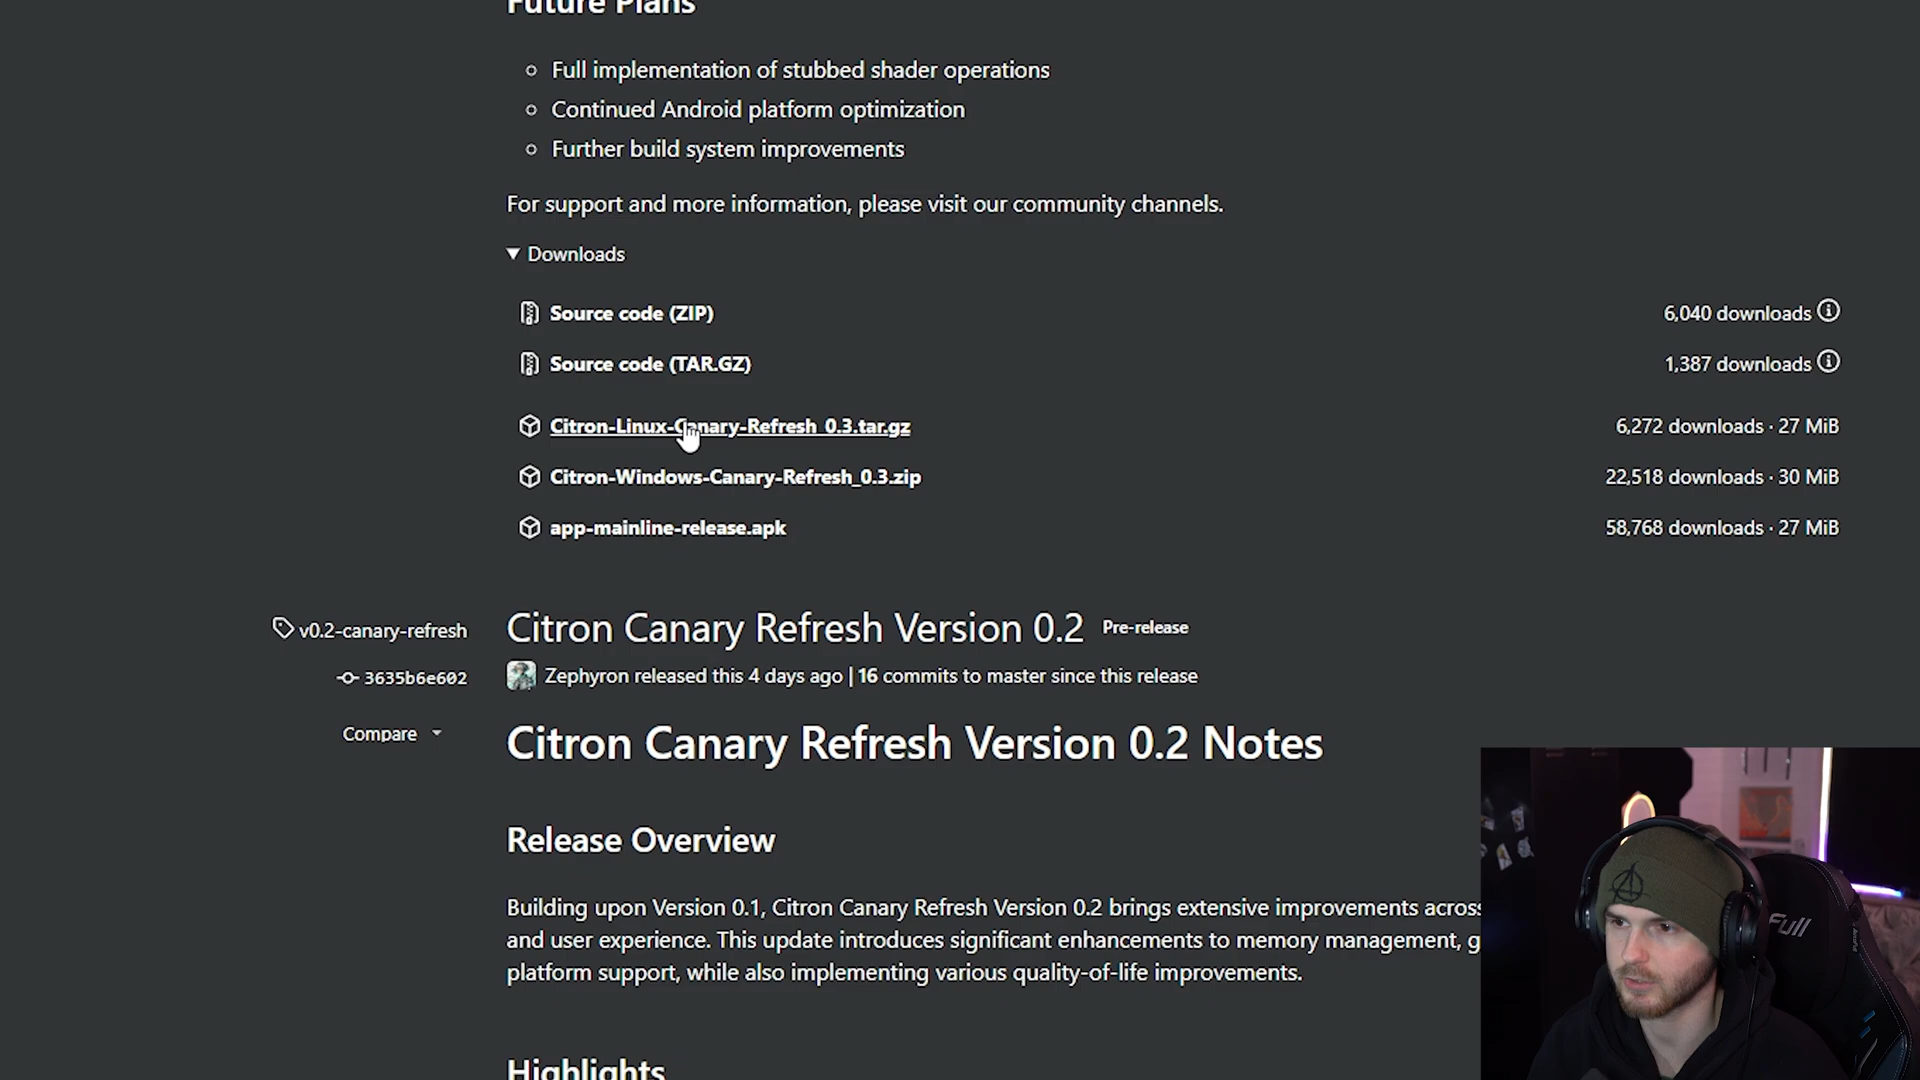 Future Plans
Full implementation of stubbed shader operations
Continued Android platform optimization
Further build system improvements
For support and more information, please visit our community channels.
Downloads
Source code (ZIP) 6,040 downloads
Source code (TAR.GZ) 1,387 downloads
Citron-Linux-Canary-Refresh_0.3.tar.gz 6,272 downloads · 27 MiB
Citron-Windows-Canary-Refresh_0.3.zip 22,518 downloads · 30 MiB
app-mainline-release.apk 58,768 downloads · 27 MiB
v0.2-canary-refresh Citron Canary Refresh Version 0.2 Pre-release
3635b6e602 Zephyron released this 4 days ago | 16 commits to master since this release
Compare Citron Canary Refresh Version 0.2 Notes
Release Overview
Building upon Version 0.1, Citron Canary Refresh Version 0.2 brings extensive improvements across
and user experience. This update introduces significant enhancements to memory management, g
platform support, while also implementing various quality-of-life improvements.
Highlights
Full